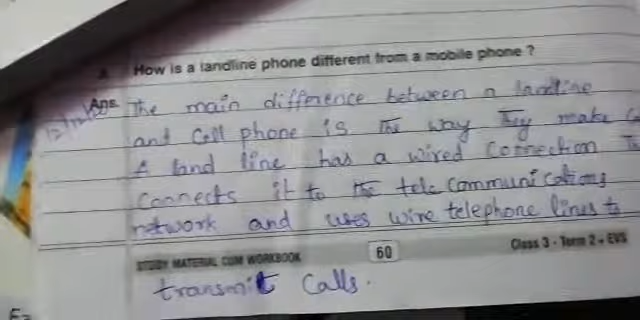 How is a landline phone different from a mobile phone ?
Ans. The main difference between a landline
and Cell phone is the way they make
A land line has a wired connection
Connects it to the tele communications
network and uses wire telephone lines to
STUDY MATERIAL CUM WORKBOOK 60 Class 3 - Term 2 - EVS
transmit Calls.